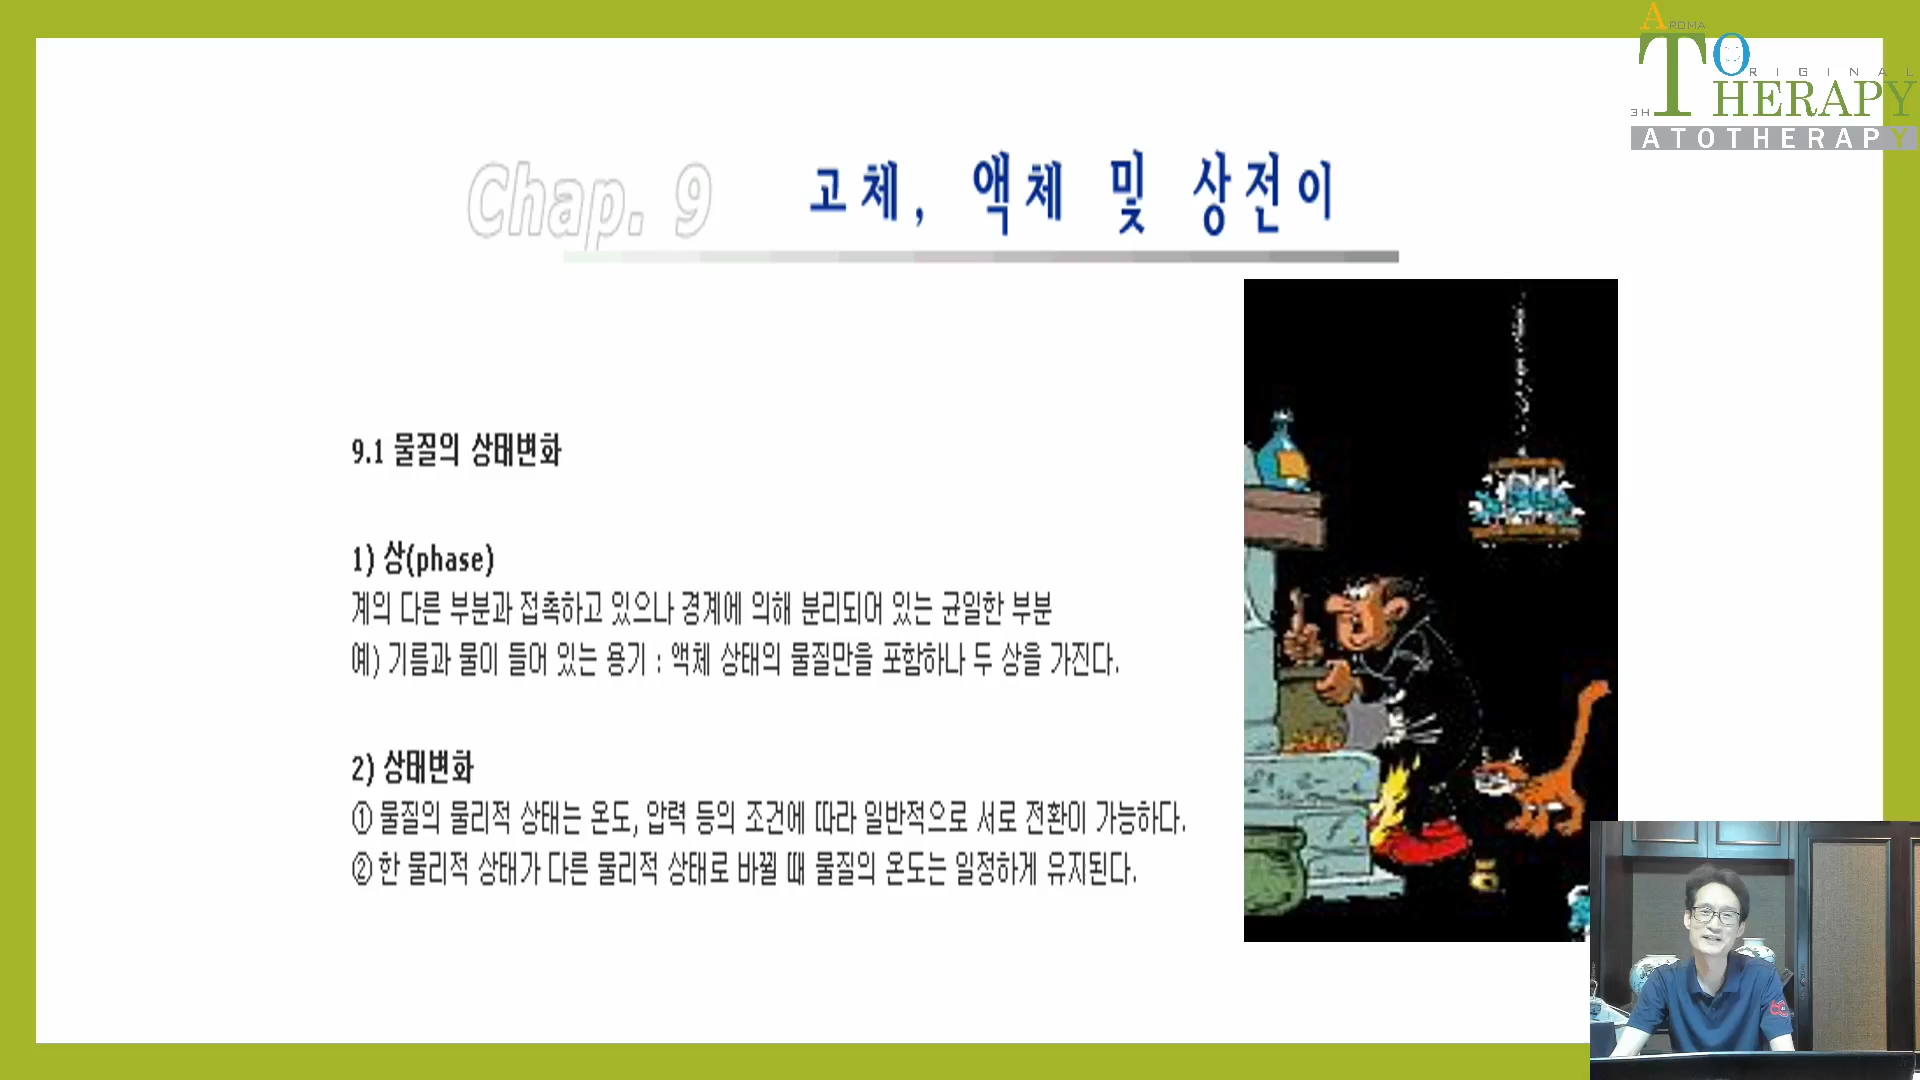 AROMA
TO RIGINAL
THE THERAPY
ATOTHERAPY
Chap. 9 고체, 액체 및 상전이
9.1 물질의 상태변화
1) 상(phase)
계의 다른 부분과 접촉하고 있으나 경계에 의해 분리되어 있는 균일한 부분
예) 기름과 물이 들어 있는 용기 : 액체 상태의 물질만을 포함하나 두 상을 가진다.
2) 상태변화
① 물질의 물리적 상태는 온도, 압력 등의 조건에 따라 일반적으로 서로 전환이 가능하다.
② 한 물리적 상태가 다른 물리적 상태로 바뀔 때 물질의 온도는 일정하게 유지된다.